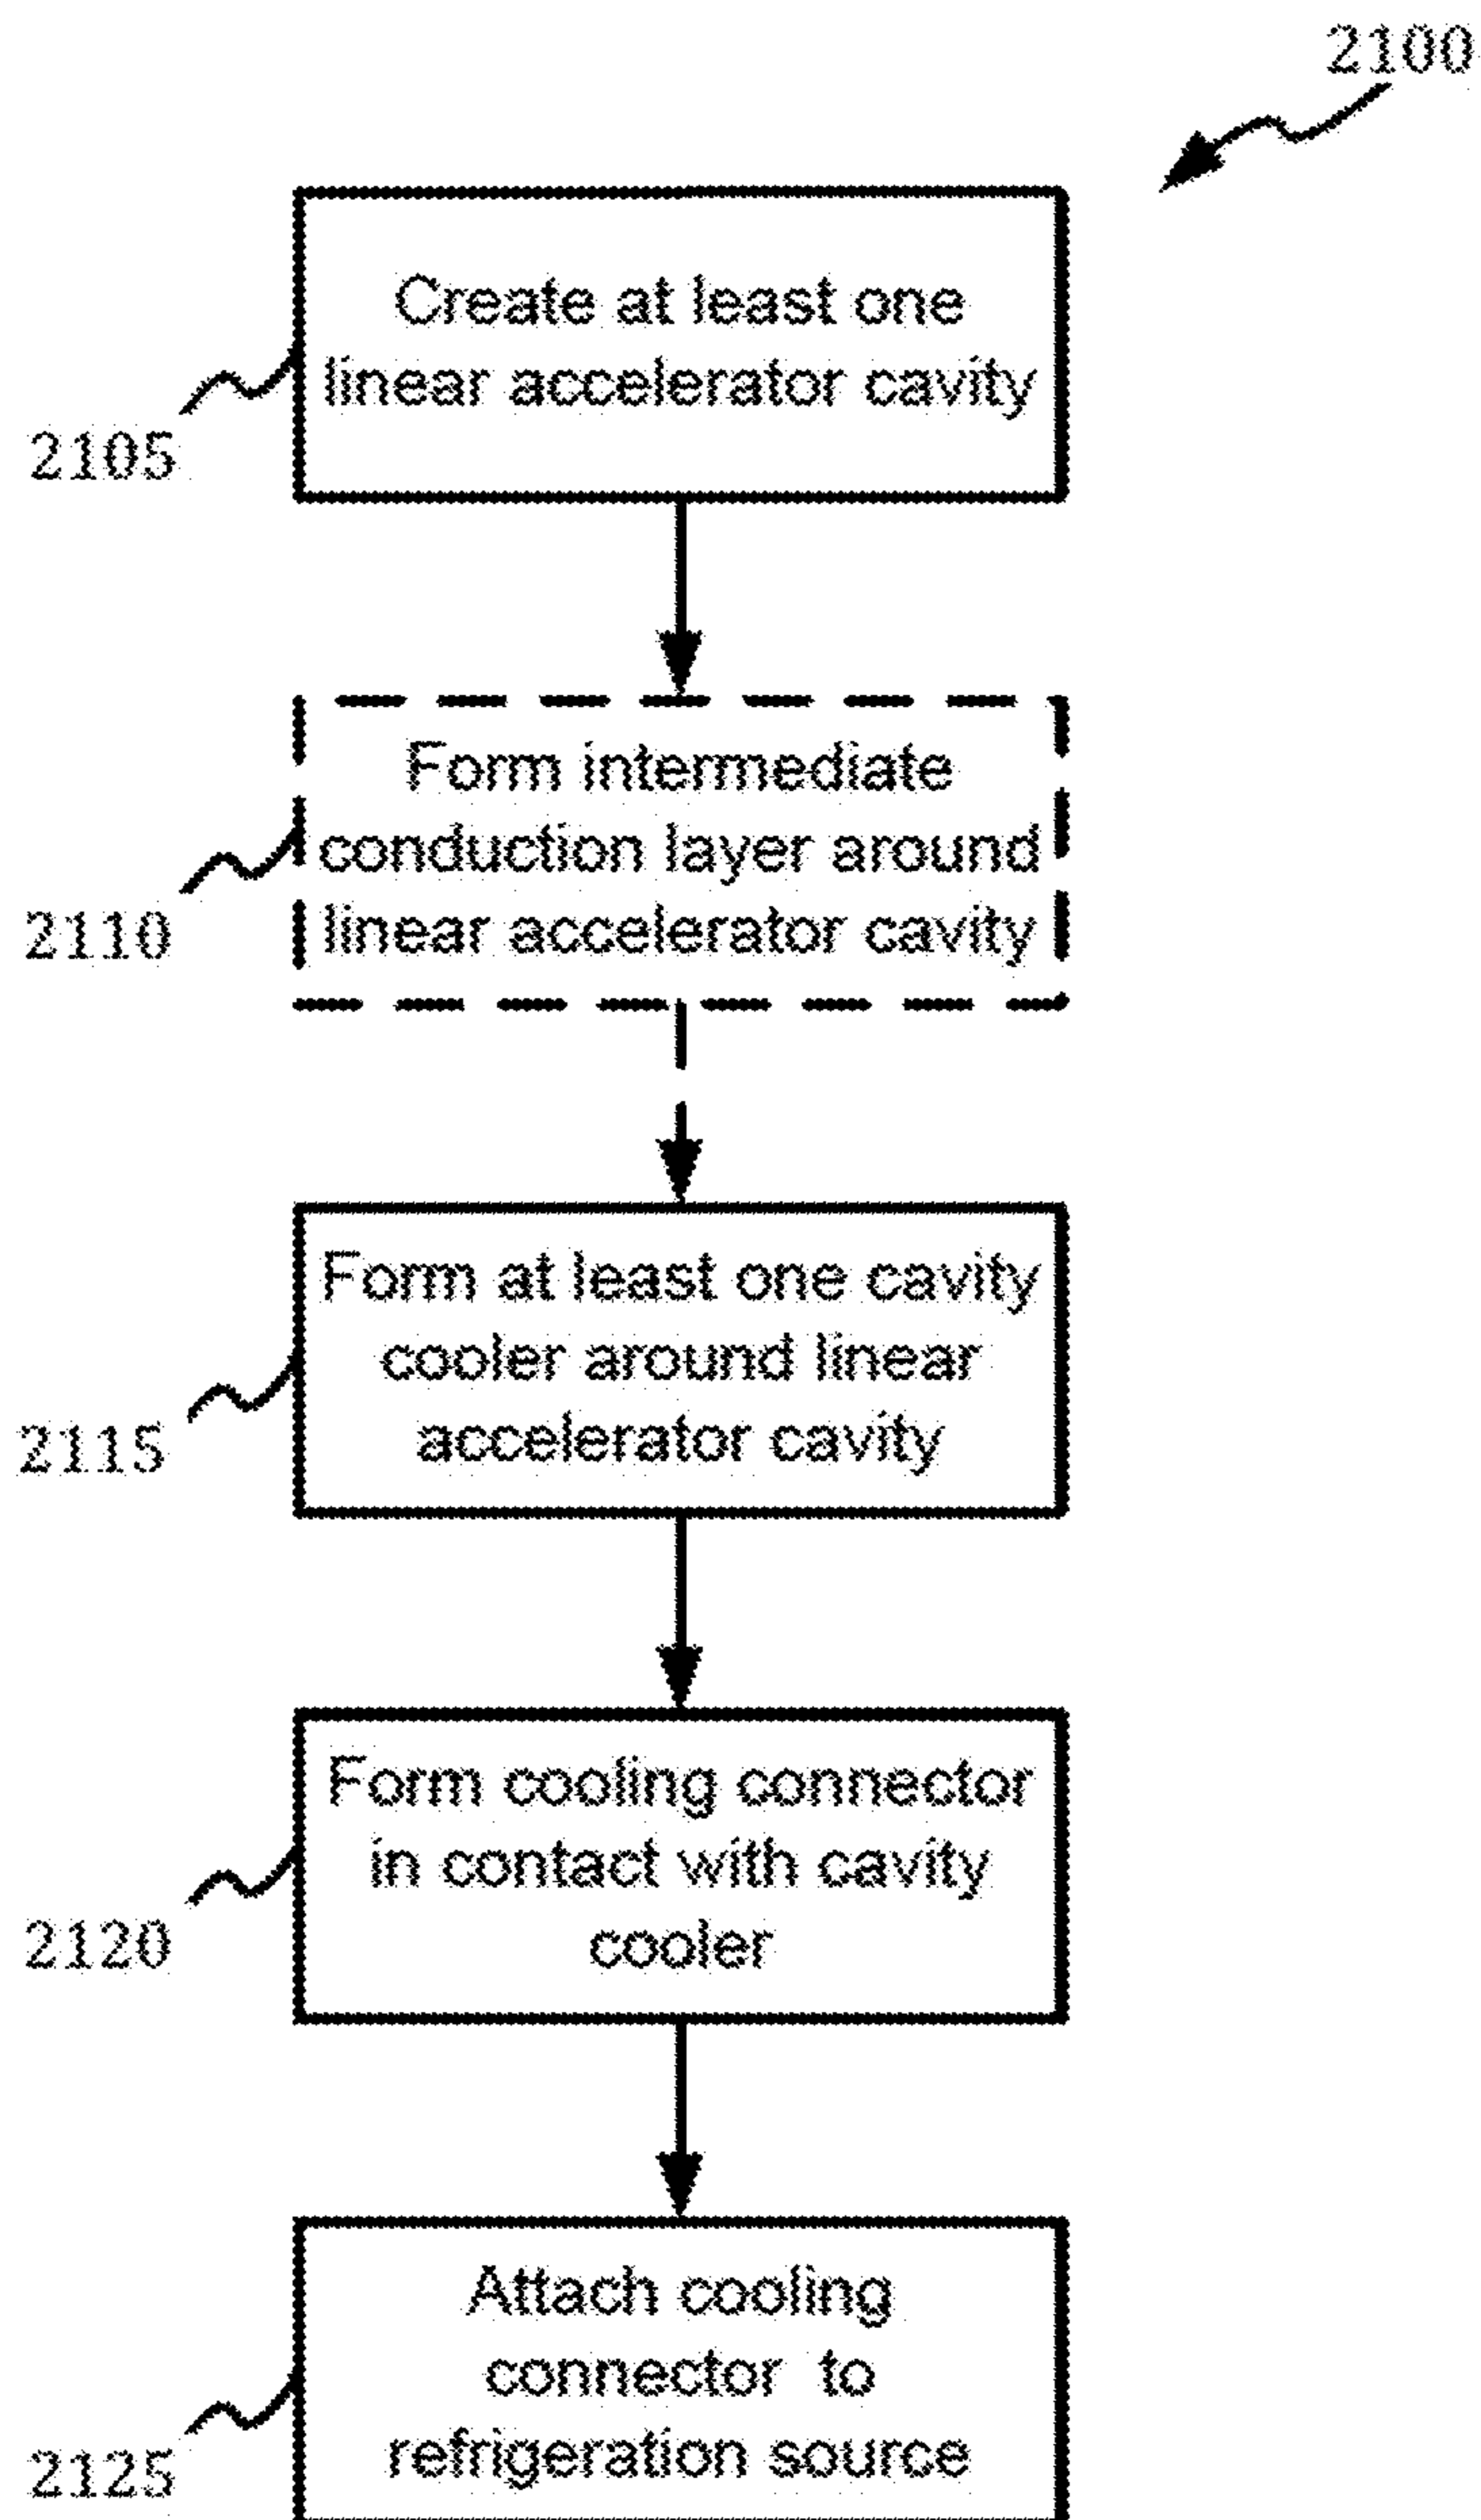 2100
Create at least one
linear accelerator cavity
2105
Form intermediate
conduction layer around
linear accelerator cavity
2110
Form at least one cavity
cooler around linear
accelerator cavity
2115
Form cooling connector
in contact with cavity
cooler
2120
Attach cooling
connector to
refrigeration source
2125